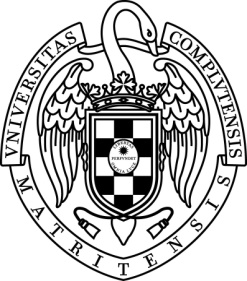 VNIVERSITAS
COMPLVTENSIS
MATRITENSIS
PERFVNDET